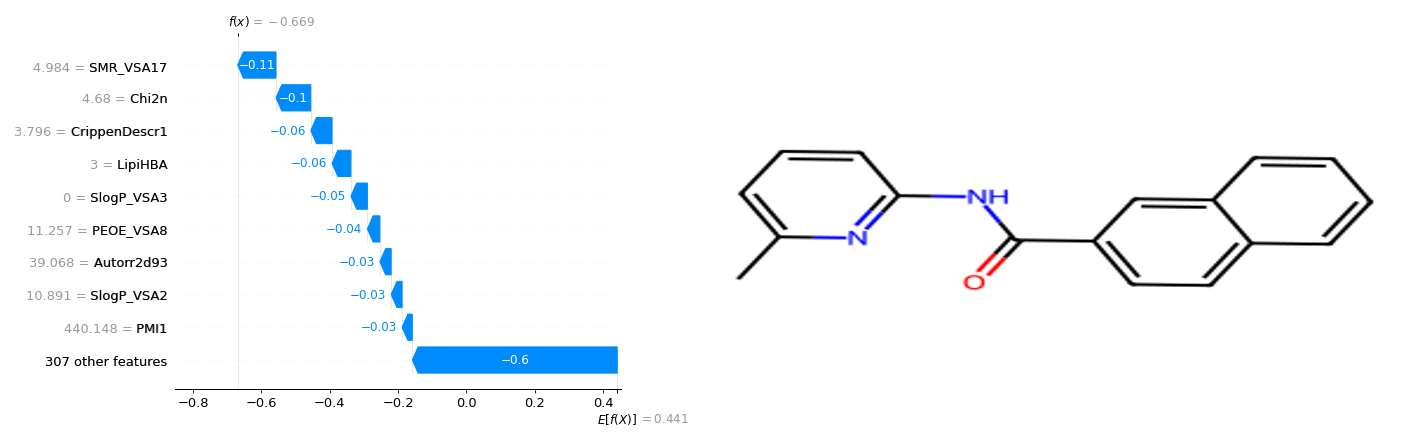 f(x) = −0.669
4.984 = SMR_VSA17
−0.11
4.68 = Chi2n
−0.1
3.796 = CrippenDescr1
−0.06
3 = LipiHBA
−0.06
0 = SlogP_VSA3
−0.05
11.257 = PEOE_VSA8
−0.04
39.068 = Autorr2d93
−0.03
10.891 = SlogP_VSA2
−0.03
440.148 = PMI1
−0.03
307 other features
−0.6
−0.8 −0.6 −0.4 −0.2 0.0 0.2 0.4
E[f(X)] = 0.441
NH
N
O